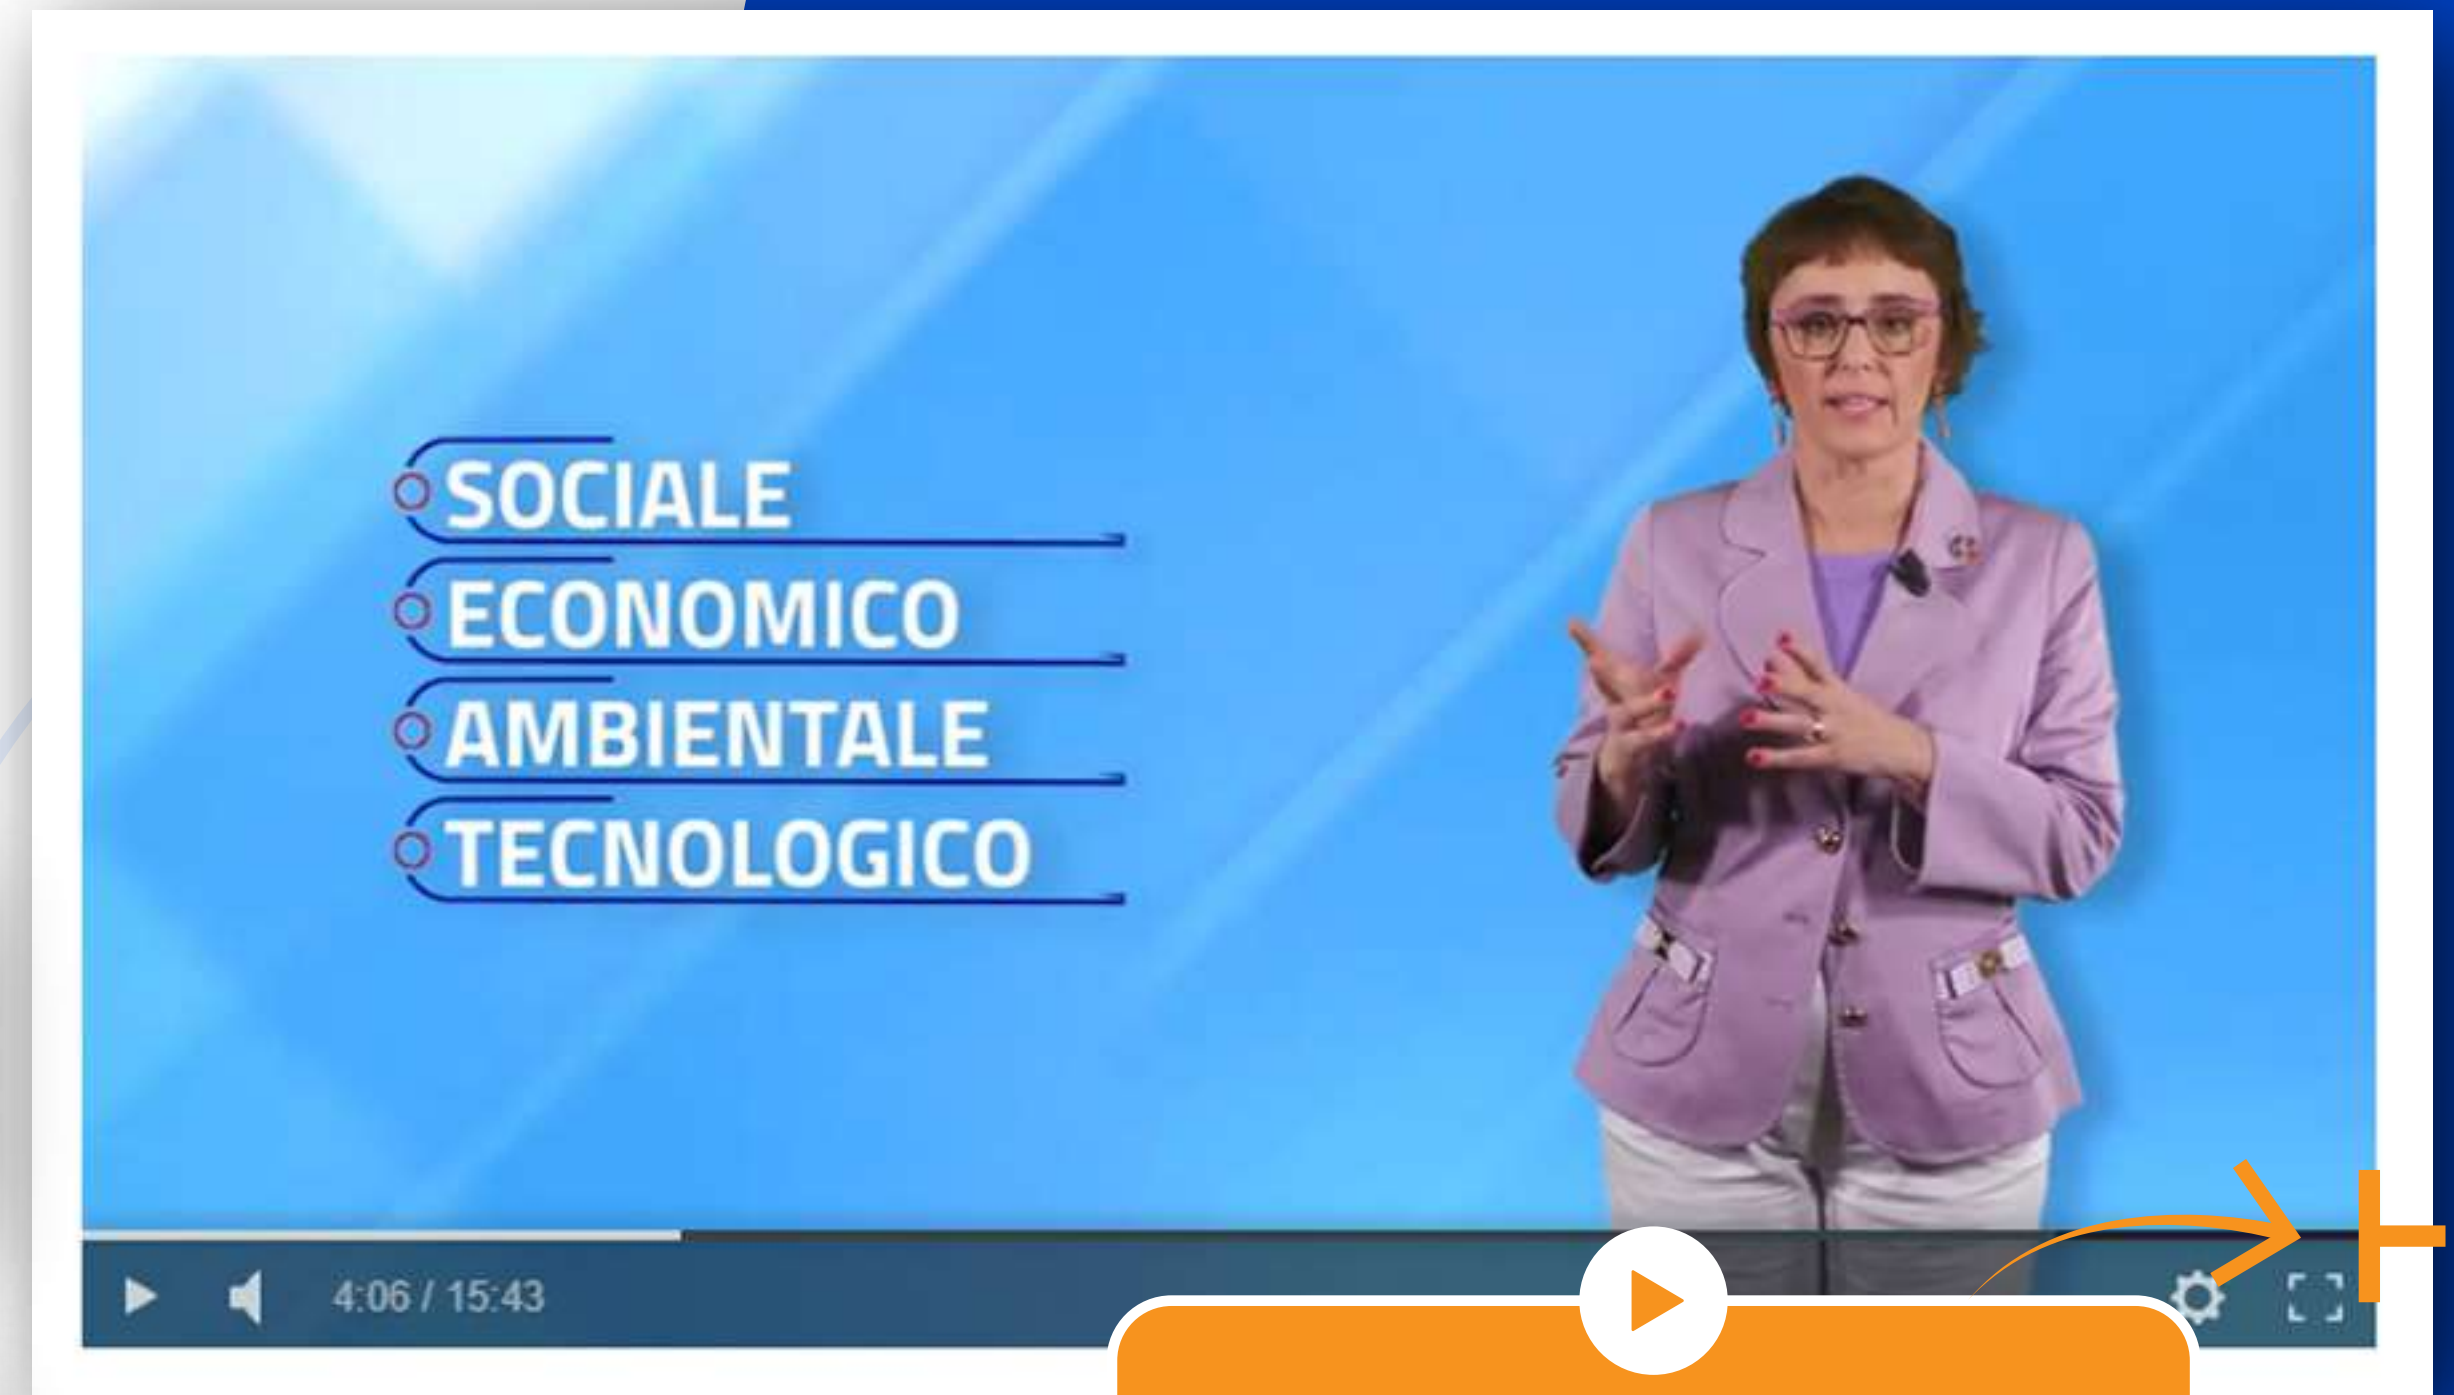 SOCIALE
ECONOMICO
AMBIENTALE
TECNOLOGICO
4:06 / 15:43